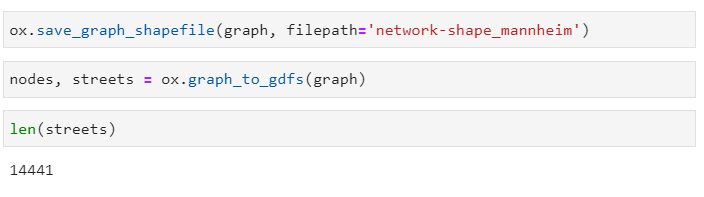 ox.save_graph_shapefile(graph, filepath='network-shape_mannheim')
nodes, streets = ox.graph_to_gdfs(graph)
len(streets)
14441